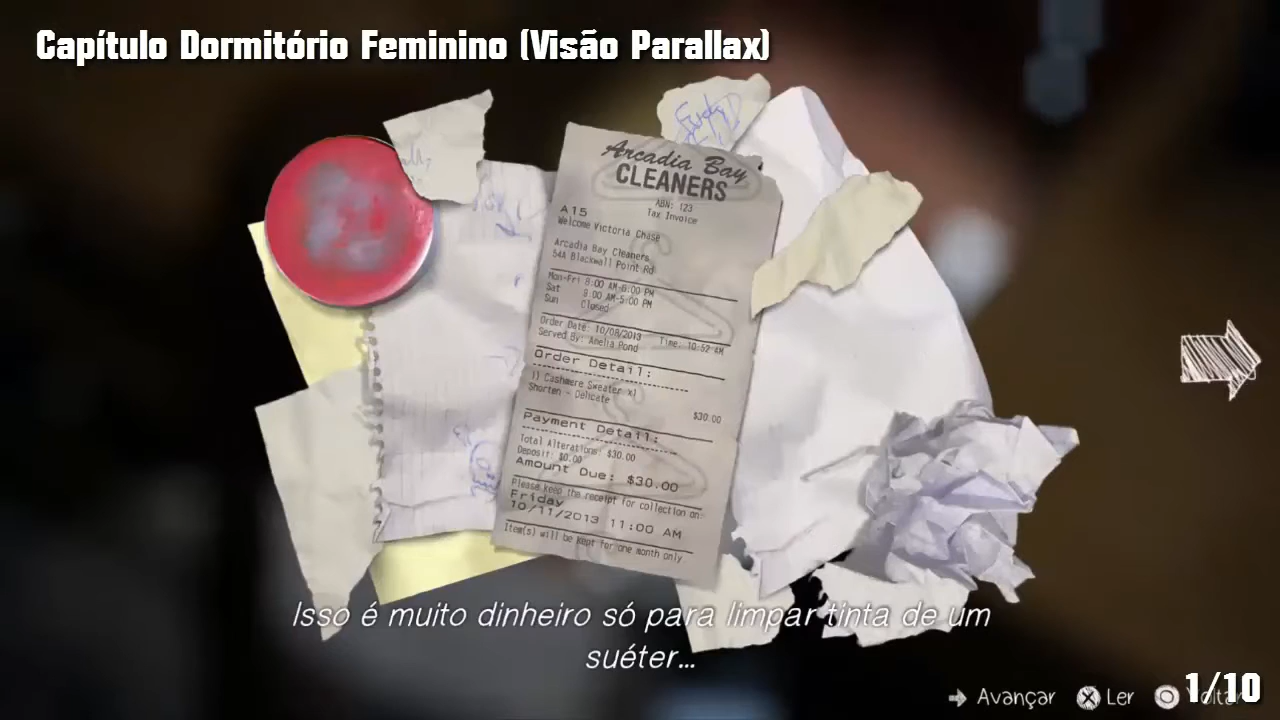 Capítulo Dormitório Feminino (Visão Parallax)
Arcadia Bay
CLEANERS
ABN: 123
Tax Invoice
A15
Welcome Victoria Chase
Arcadia Bay Cleaners
54A Blackwall Point Rd
Mon-Fri 8:00 AM-6:00 PM
Sat 9:00 AM-5:00 PM
Sun Closed
Order Date: 10/08/2013 Time: 10:52 AM
Served By: Amelia Pond
Order Detail:
1) Cashmere Sweater x1
Shorten - Delicate
$30.00
Payment Detail:
Total Alterations: $30.00
Deposit: $0.00
Amount Due: $30.00
Please keep the receipt for collection on:
Friday
10/11/2013 11:00 AM
Item(s) will be kept for one month only
Isso é muito dinheiro só para limpar tinta de um
suéter...
Avançar Ler Voltar
1/10